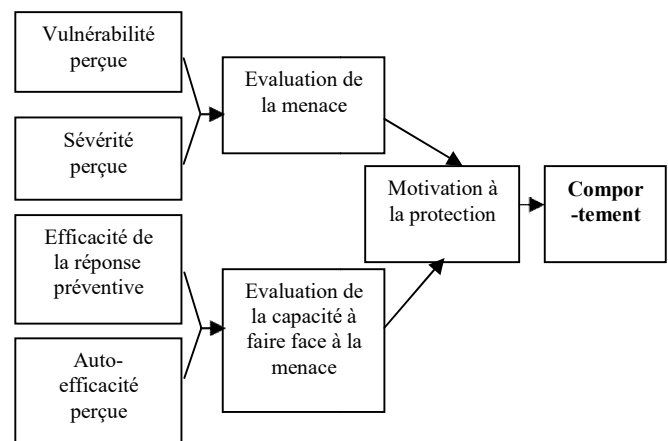 Vulnérabilité
perçue
Sévérité
perçue
Efficacité de
la réponse
préventive
Auto-
efficacité
perçue
Evaluation de
la menace
Evaluation de
la capacité à
faire face à la
menace
Motivation à
la protection
Compor
-tement